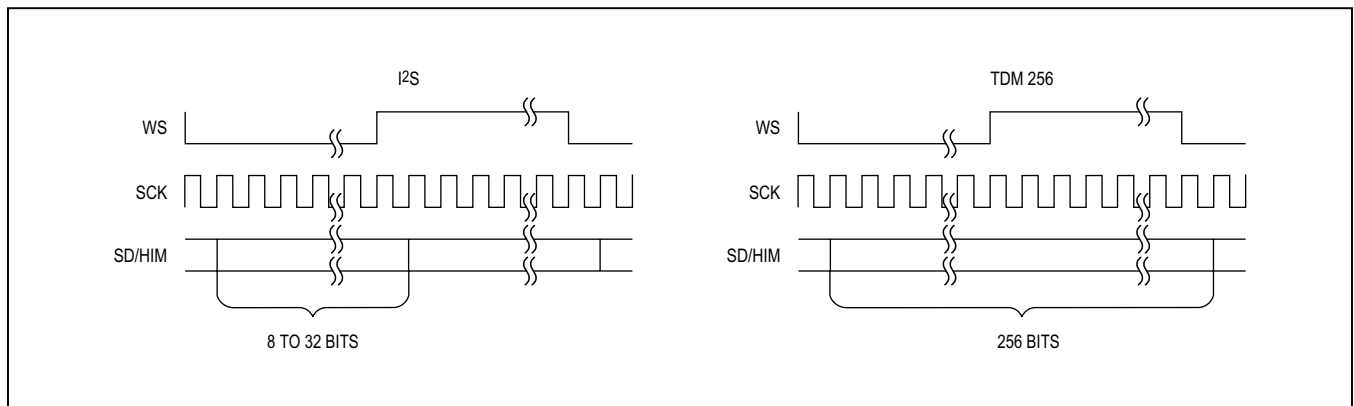 I2S
WS
SCK
SD/HIM
8 TO 32 BITS
TDM 256
WS
SCK
SD/HIM
256 BITS